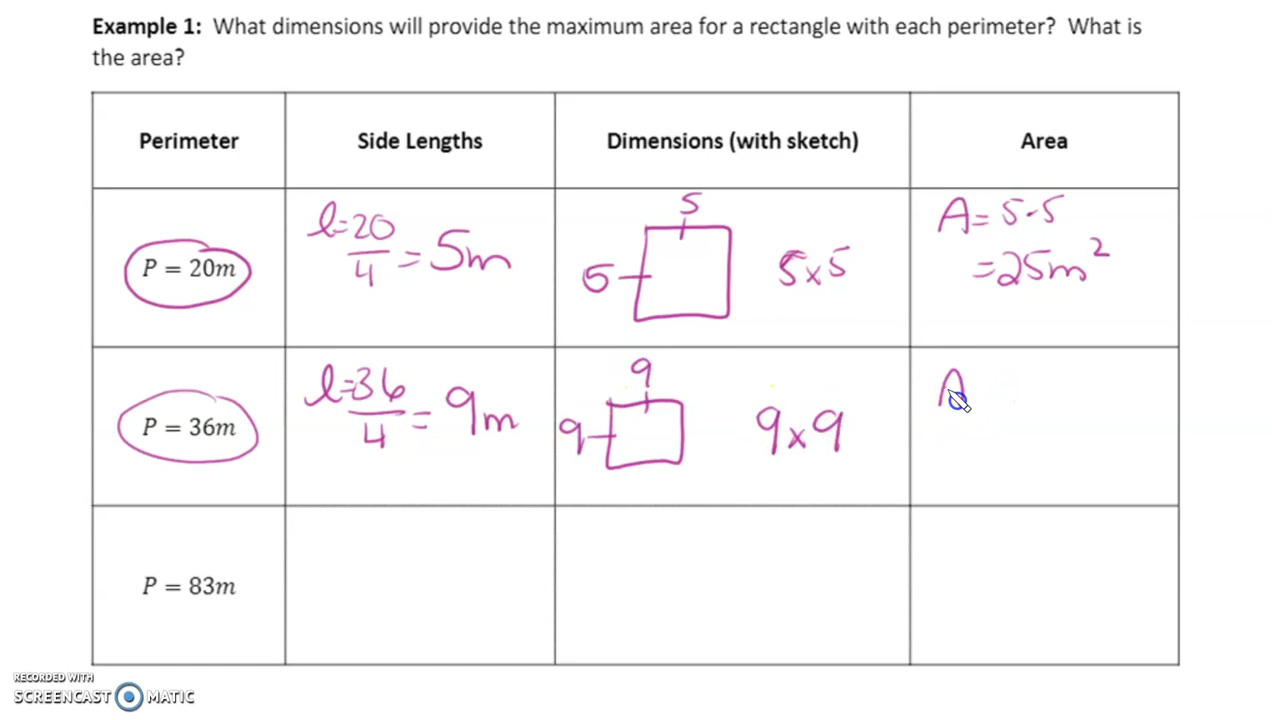 Example 1: What dimensions will provide the maximum area for a rectangle with each perimeter? What is
the area?
Perimeter Side Lengths Dimensions (with sketch) Area
P = 20m
l=20
4
=5m
5
5
5x5
A= 5·5
=25m²
P = 36m
l=36
4
= 9m
9
9
9x9
A
P = 83m
RECORDED WITH
SCREENCAST MATIC